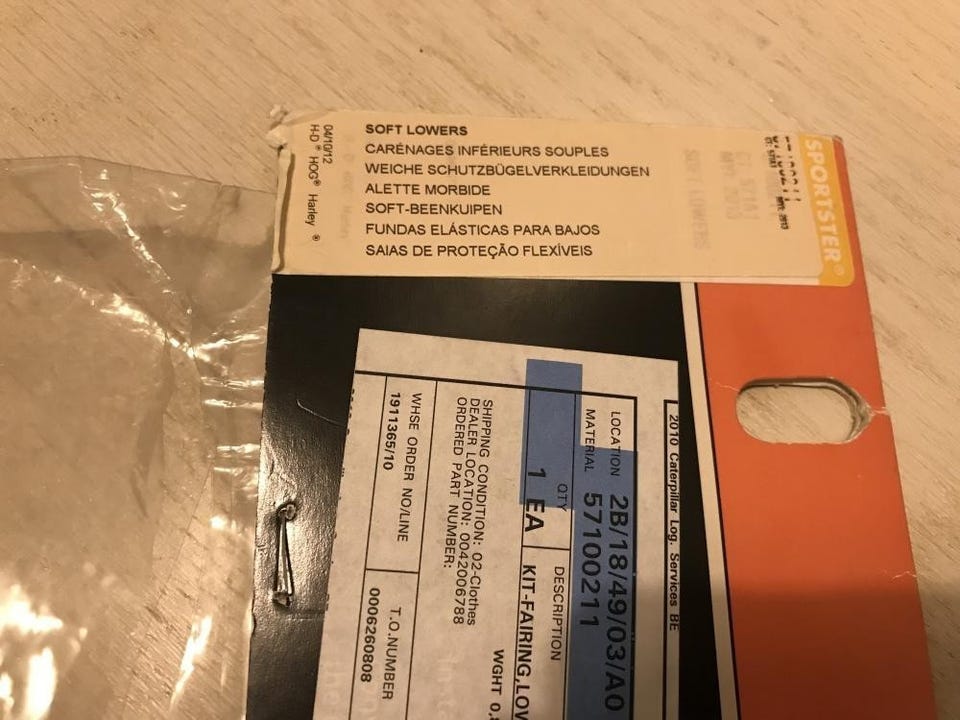 SOFT LOWERS
CARÉNAGES INFÉRIEURS SOUPLES
WEICHE SCHUTZBÜGELVERKLEIDUNGEN
ALETTE MORBIDE
SOFT-BEENKUIPEN
FUNDAS ELÁSTICAS PARA BAJOS
SAIAS DE PROTEÇÃO FLEXÍVEIS
04/10/12
H-D® HOG® Harley®
SPORTSTER®
2010 Caterpillar Log. Services BE
LOCATION 2B/18/49/03/A0
MATERIAL 57100211
QTY
1 EA
DESCRIPTION
KIT-FAIRING,LOW
SHIPPING CONDITION: 02-Clothes
DEALER LOCATION: 0042006788
ORDERED PART NUMBER:
WGHT 0,
WHSE ORDER NO/LINE
1911365/10
T.O.NUMBER
0006260808